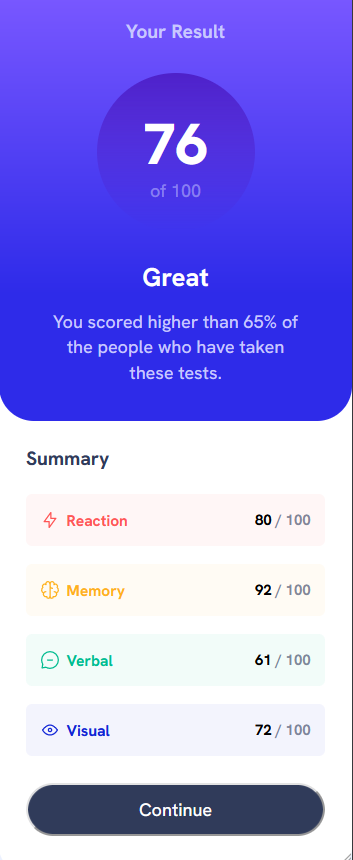 Your Result
76
of 100
Great
You scored higher than 65% of
the people who have taken
these tests.
Summary
Reaction 80 / 100
Memory 92 / 100
Verbal 61 / 100
Visual 72 / 100
Continue